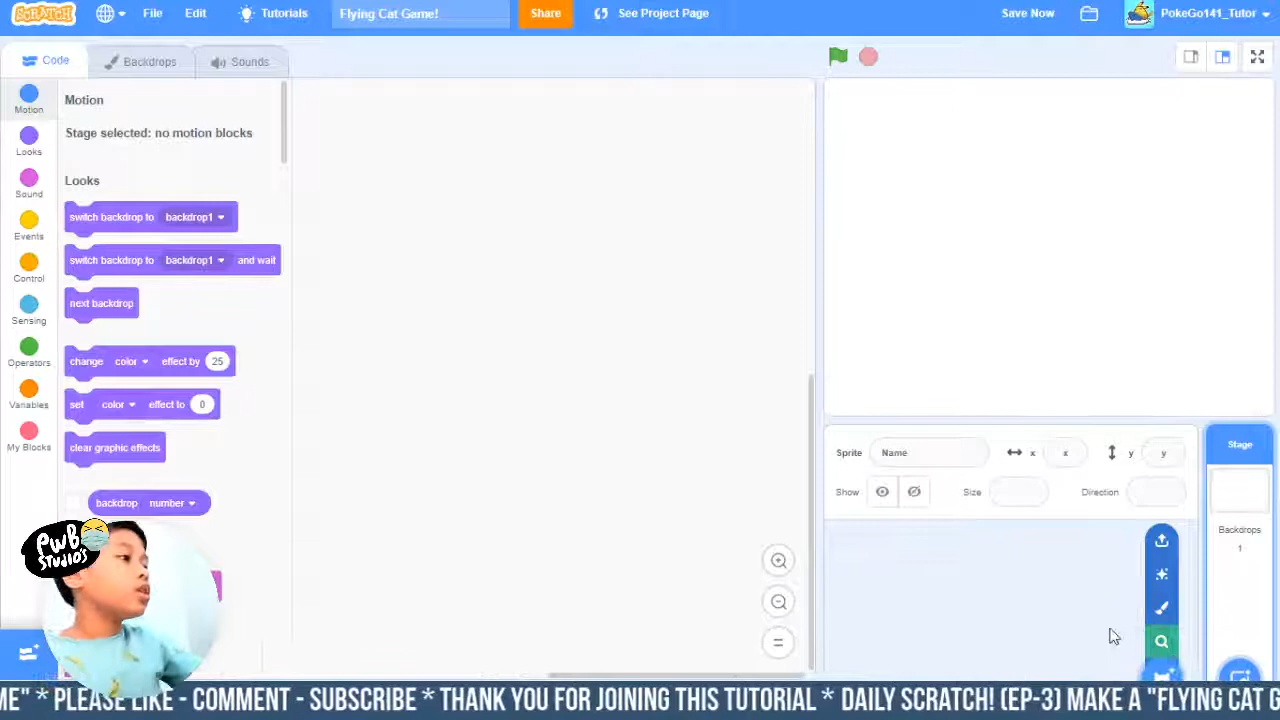 SCRATCH File Edit Tutorials Flying Cat Game! Share See Project Page Save Now PokeGo141_Tutor
Code Backdrops Sounds
Motion
Looks
Sound
Events
Control
Sensing
Operators
Variables
My Blocks
Motion
Stage selected: no motion blocks
Looks
switch backdrop to backdrop1
switch backdrop to backdrop1 and wait
next backdrop
change color effect by 25
set color effect to 0
clear graphic effects
backdrop number
Sprite Name x x y y
Show Size Direction
Stage
Backdrops
1
PWB
STUDIO'S
ME" * PLEASE LIKE - COMMENT - SUBSCRIBE * THANK YOU FOR JOINING THIS TUTORIAL * DAILY SCRATCH! (EP-3) MAKE A "FLYING CAT G